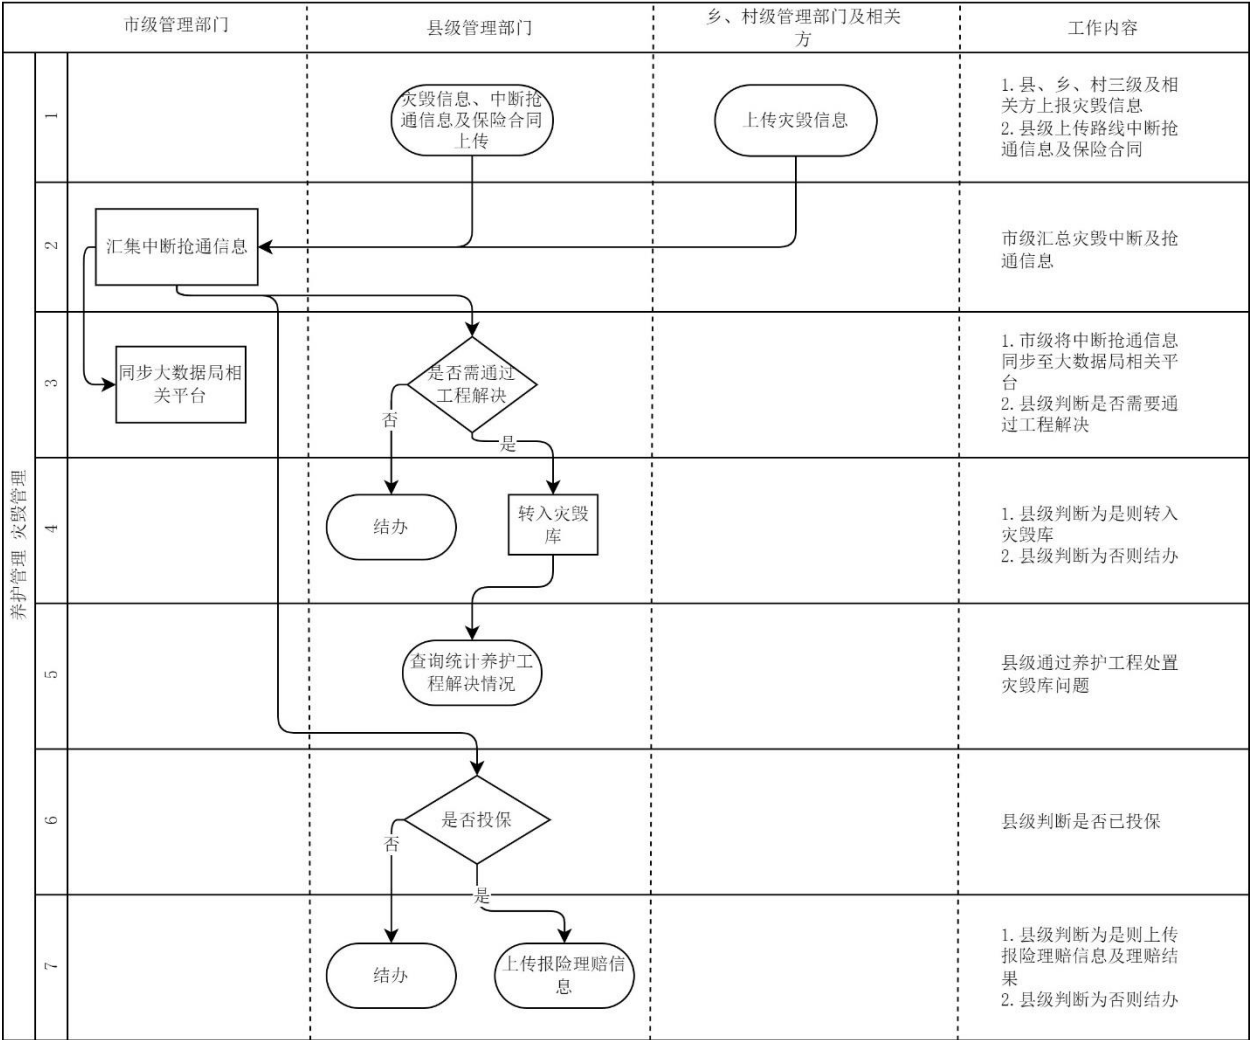 市级管理部门
县级管理部门
乡、村级管理部门及相关
方
工作内容
养护管理 灾毁管理
1
灾毁信息、中断抢
通信息及保险合同
上传
上传灾毁信息
1.县、乡、村三级及相
关方上报灾毁信息
2.县级上传路线中断抢
通信息及保险合同
2
汇集中断抢通信息
市级汇总灾毁中断及抢
通信息
3
同步大数据局相
关平台
是否需通过
工程解决
否
是
1.市级将中断抢通信息
同步至大数据局相关平
台
2.县级判断是否需要通
过工程解决
4
结办
转入灾毁
库
1.县级判断为是则转入
灾毁库
2.县级判断为否则结办
5
查询统计养护工
程解决情况
县级通过养护工程处置
灾毁库问题
6
是否投保
否
是
县级判断是否已投保
7
结办
上传报险理赔信
息
1.县级判断为是则上传
报险理赔信息及理赔结
果
2.县级判断为否则结办